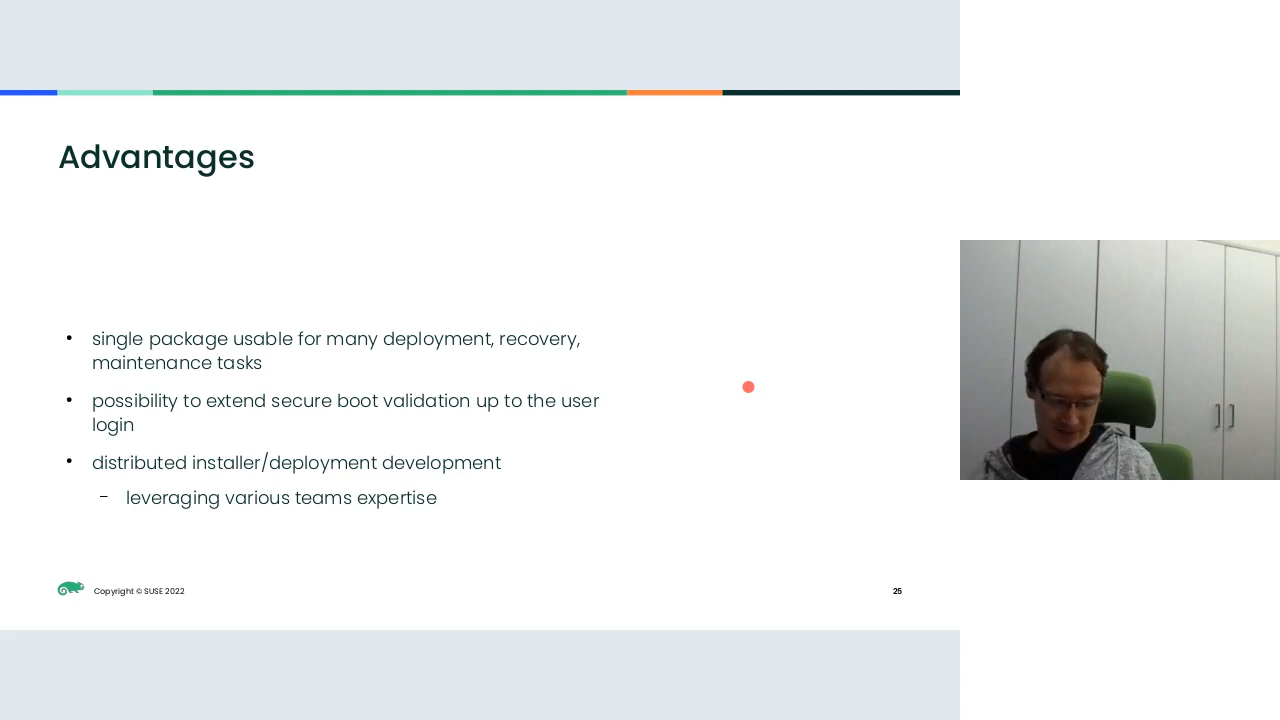 Advantages
• single package usable for many deployment, recovery,
maintenance tasks
• possibility to extend secure boot validation up to the user
login
• distributed installer/deployment development
– leveraging various teams expertise
Copyright © SUSE 2022
25